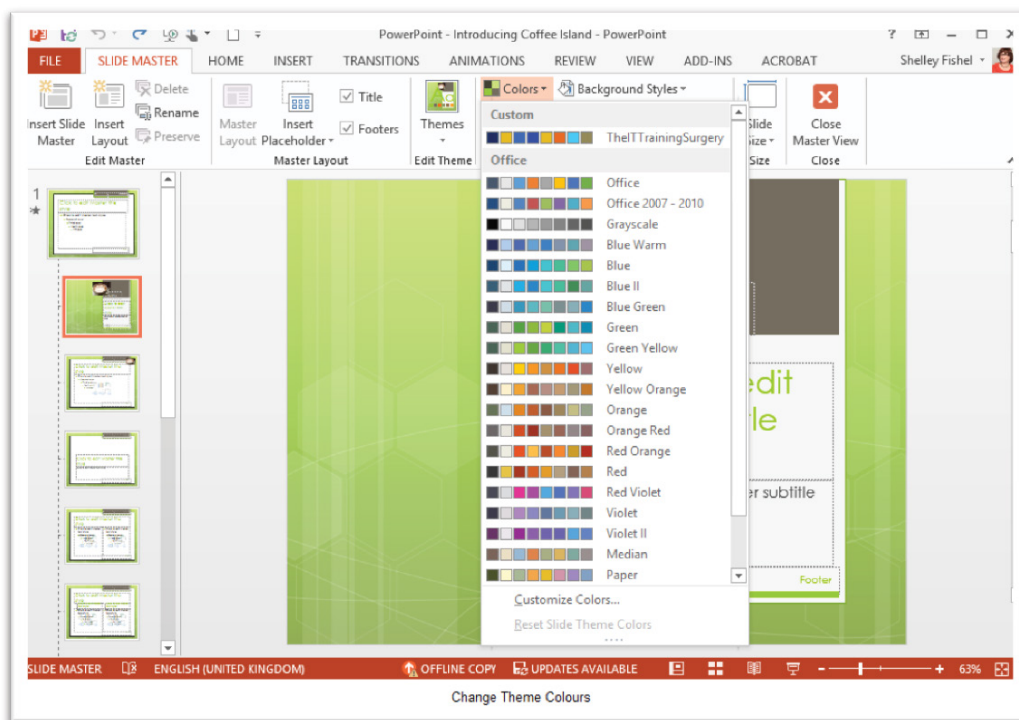 PowerPoint - Introducing Coffee Island - PowerPoint
FILE SLIDE MASTER HOME INSERT TRANSITIONS ANIMATIONS REVIEW VIEW ADD-INS ACROBAT Shelley Fishel
Insert Slide Master
Insert Layout
Delete
Rename
Preserve
Edit Master
Master Layout
Insert Placeholder
Title
Footers
Master Layout
Themes
Edit Theme
Colors
Background Styles
Slide Size
Size
Close Master View
Close
Custom
TheITTrainingSurgery
Office
Office
Office 2007 - 2010
Grayscale
Blue Warm
Blue
Blue II
Blue Green
Green
Green Yellow
Yellow
Yellow Orange
Orange
Orange Red
Red Orange
Red
Red Violet
Violet
Violet II
Median
Paper
Customize Colors...
Reset Slide Theme Colors
1
edit
subtitle
Footer
SLIDE MASTER ENGLISH (UNITED KINGDOM) OFFLINE COPY UPDATES AVAILABLE 63%
Change Theme Colours